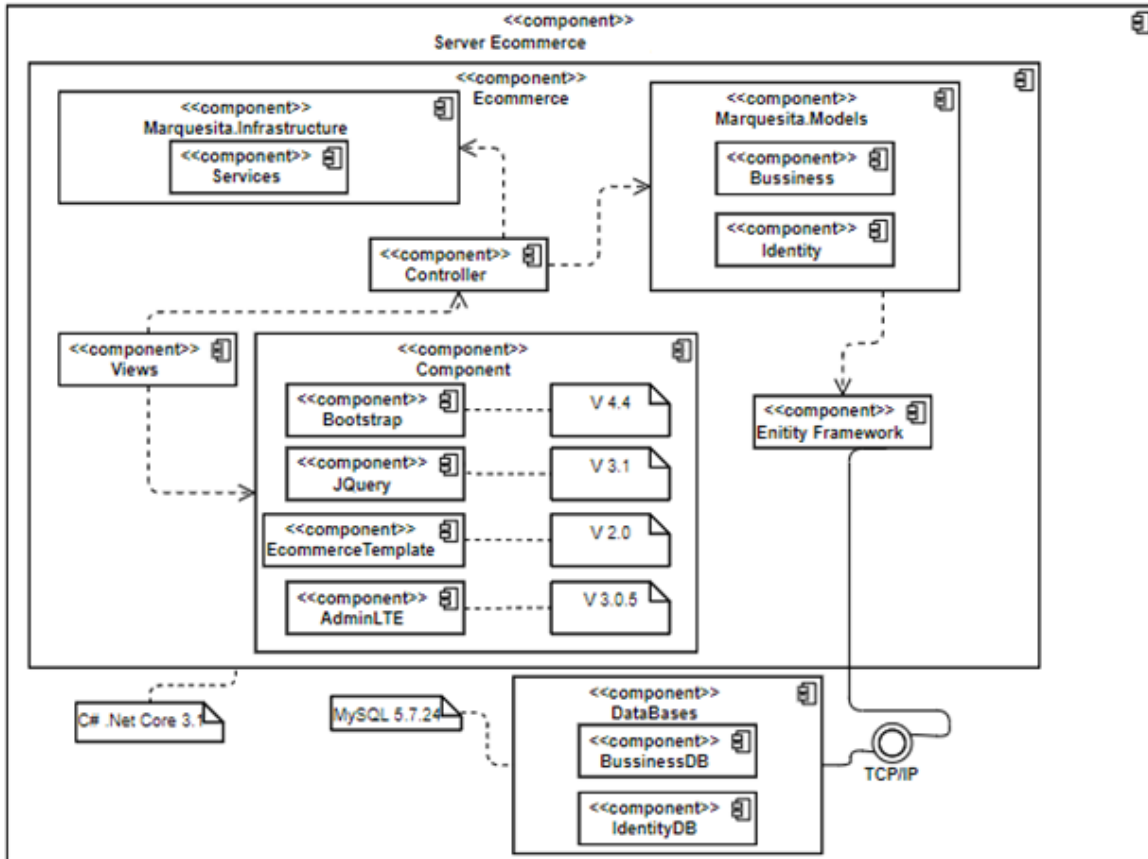 <<component>>
Server Ecommerce
<<component>>
Ecommerce
<<component>>
Marquesita.Infrastructure
<<component>>
Services
<<component>>
Marquesita.Models
<<component>>
Bussiness
<<component>>
Identity
<<component>>
Controller
<<component>>
Views
<<component>>
Component
<<component>>
Bootstrap
V 4.4
<<component>>
JQuery
V 3.1
<<component>>
EcommerceTemplate
V 2.0
<<component>>
AdminLTE
V 3.0.5
<<component>>
Enitity Framework
C# .Net Core 3.1
MySQL 5.7.24
<<component>>
DataBases
<<component>>
BussinessDB
<<component>>
IdentityDB
TCP/IP